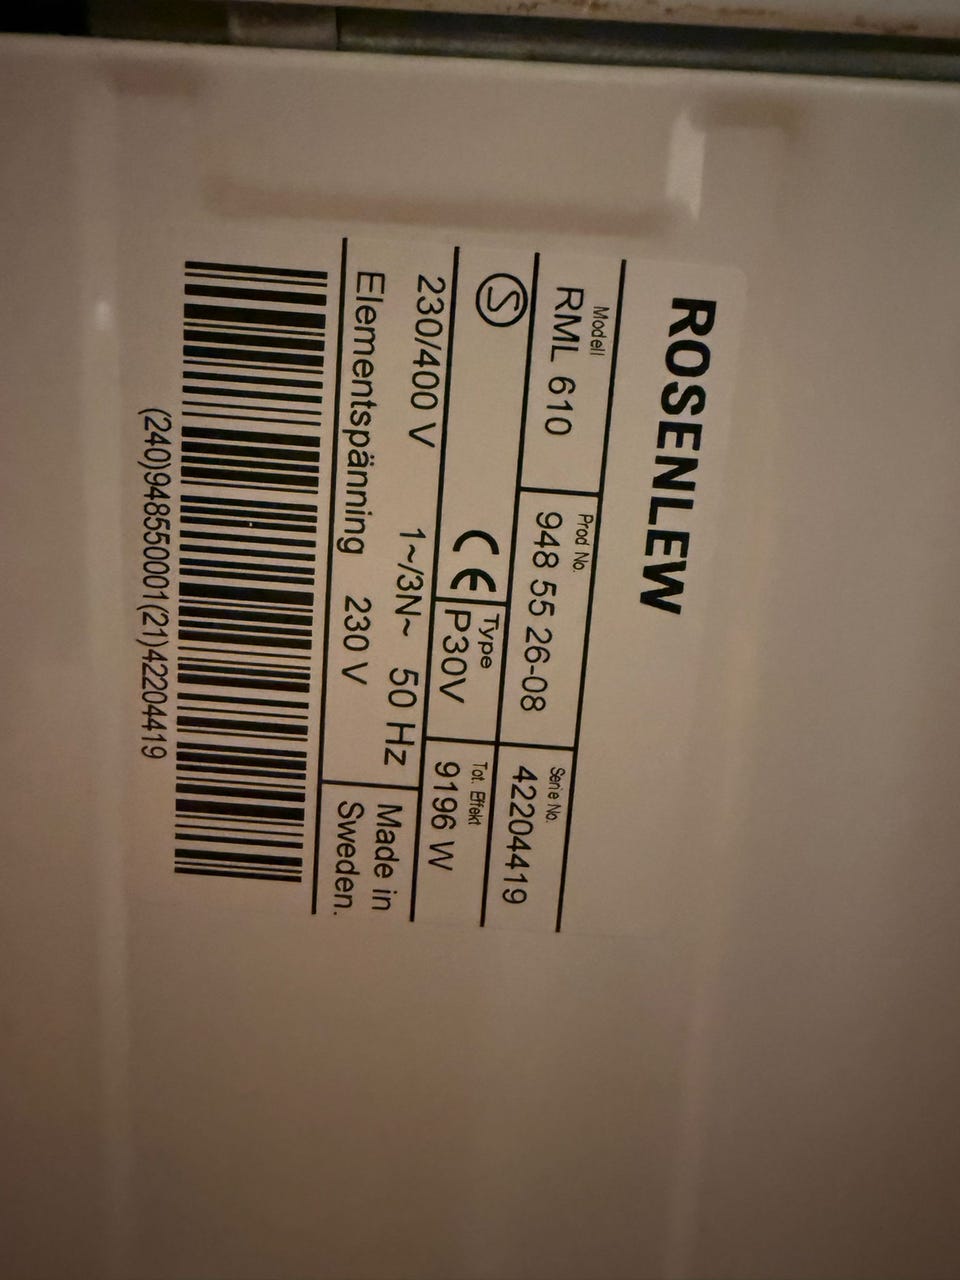 ROSENLEW
Modell Prod No. Serie No.
RML 610 948 55 26-08 42204419
S CE Type Tot. Effekt
P30V 9196 W
230/400 V 1~/3N~ 50 Hz Made in
Elementspänning 230 V Sweden.
(240)948550001(21)42204419